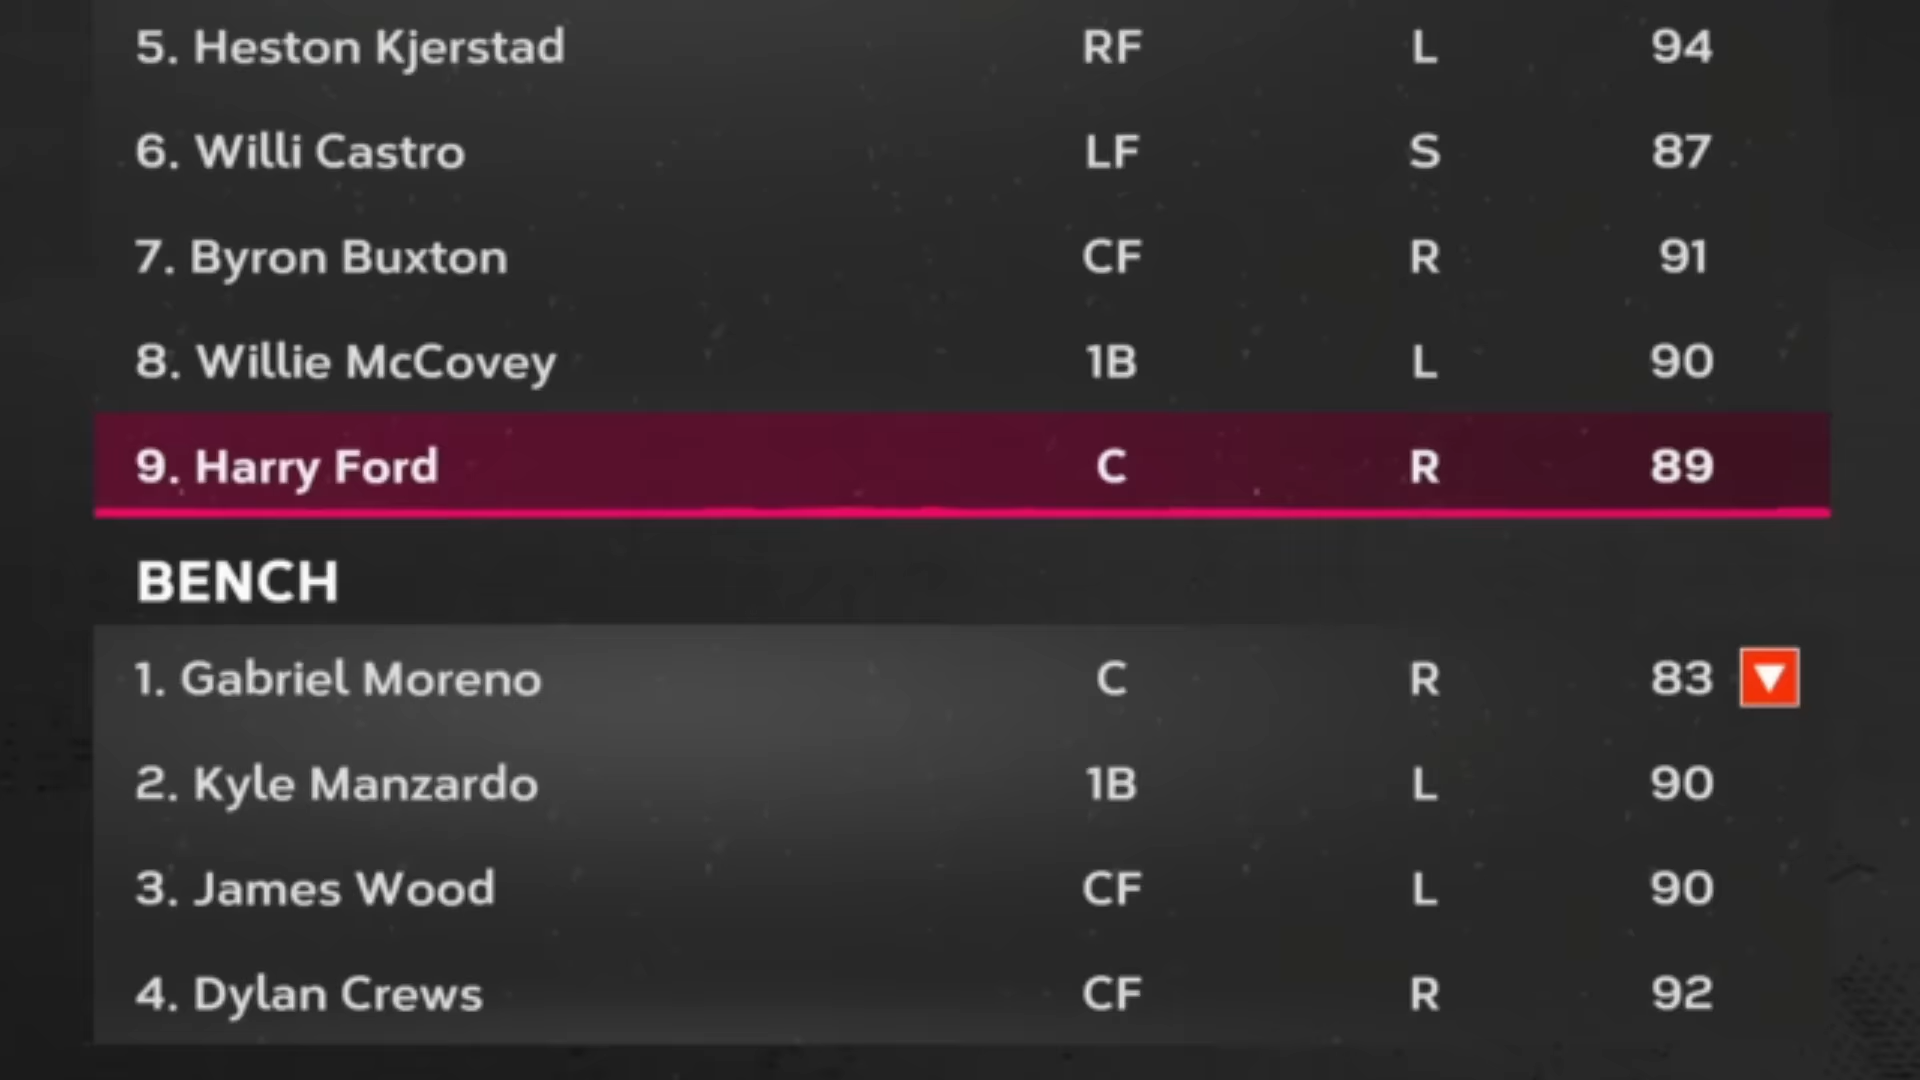 5. Heston Kjerstad RF L 94
6. Willi Castro LF S 87
7. Byron Buxton CF R 91
8. Willie McCovey 1B L 90
9. Harry Ford C R 89
BENCH
1. Gabriel Moreno C R 83
2. Kyle Manzardo 1B L 90
3. James Wood CF L 90
4. Dylan Crews CF R 92